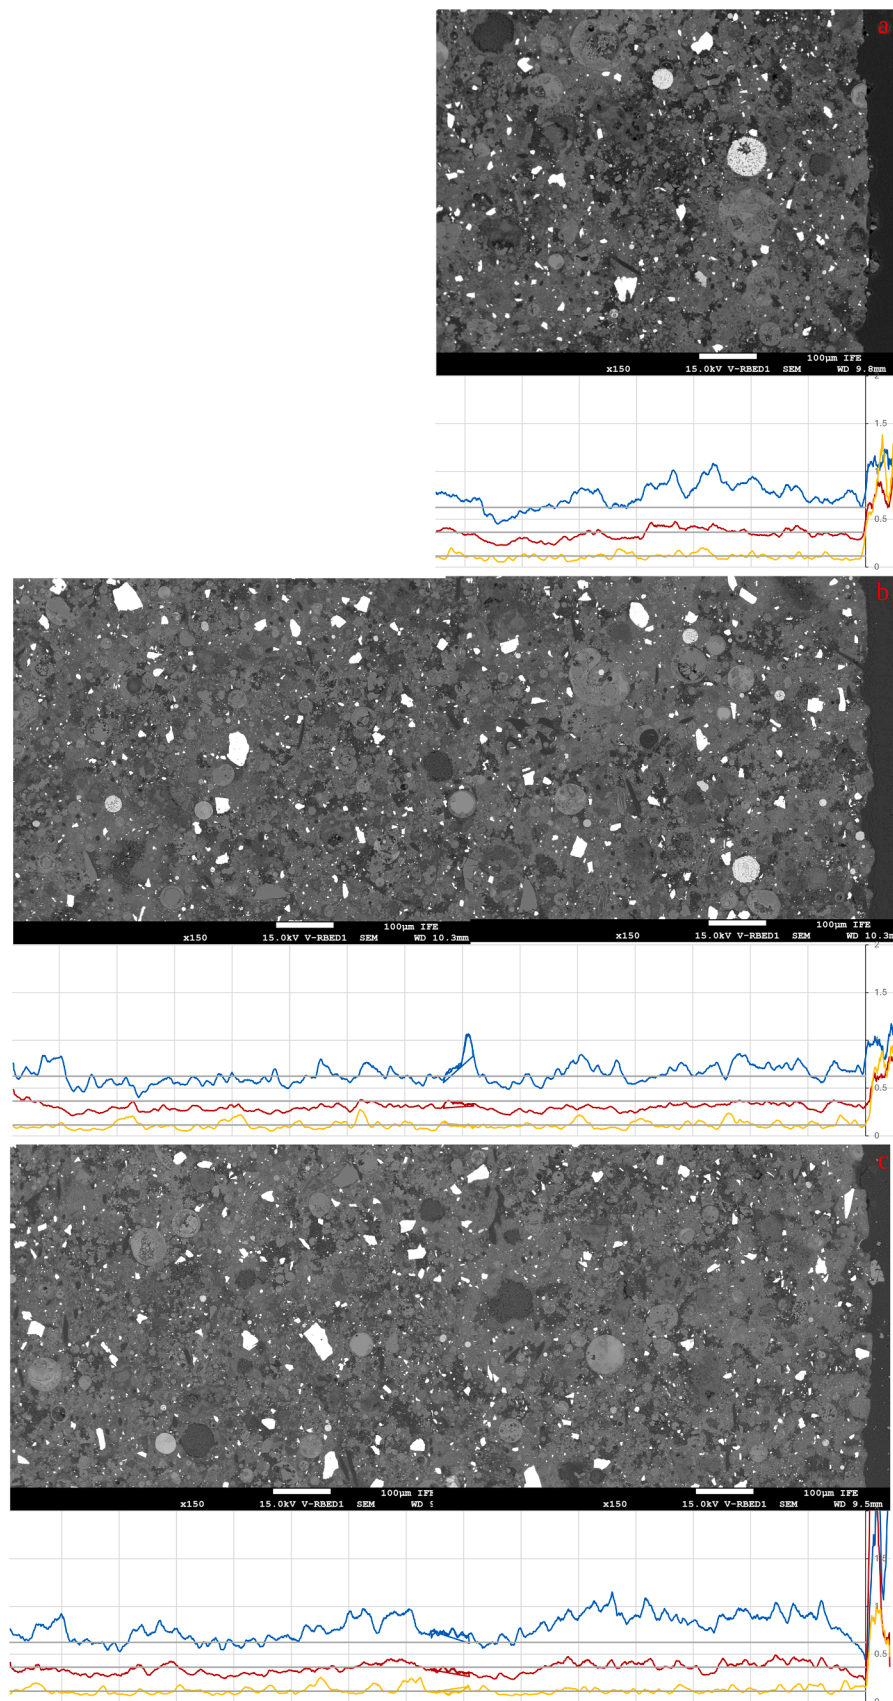 a
100µm IFE
x150 15.0kV V-RBED1 SEM WD 9.8mm
2
1.5
1
0.5
0
b
100µm IFE 100µm IFE
x150 15.0kV V-RBED1 SEM WD 10.3mm x150 15.0kV V-RBED1 SEM WD 10.3m
2
1.5
1
0.5
0
c
100µm IFE 100µm IFE
x150 15.0kV V-RBED1 SEM WD 9 x150 15.0kV V-RBED1 SEM WD 9.5mm
1.5
1
0.5
0